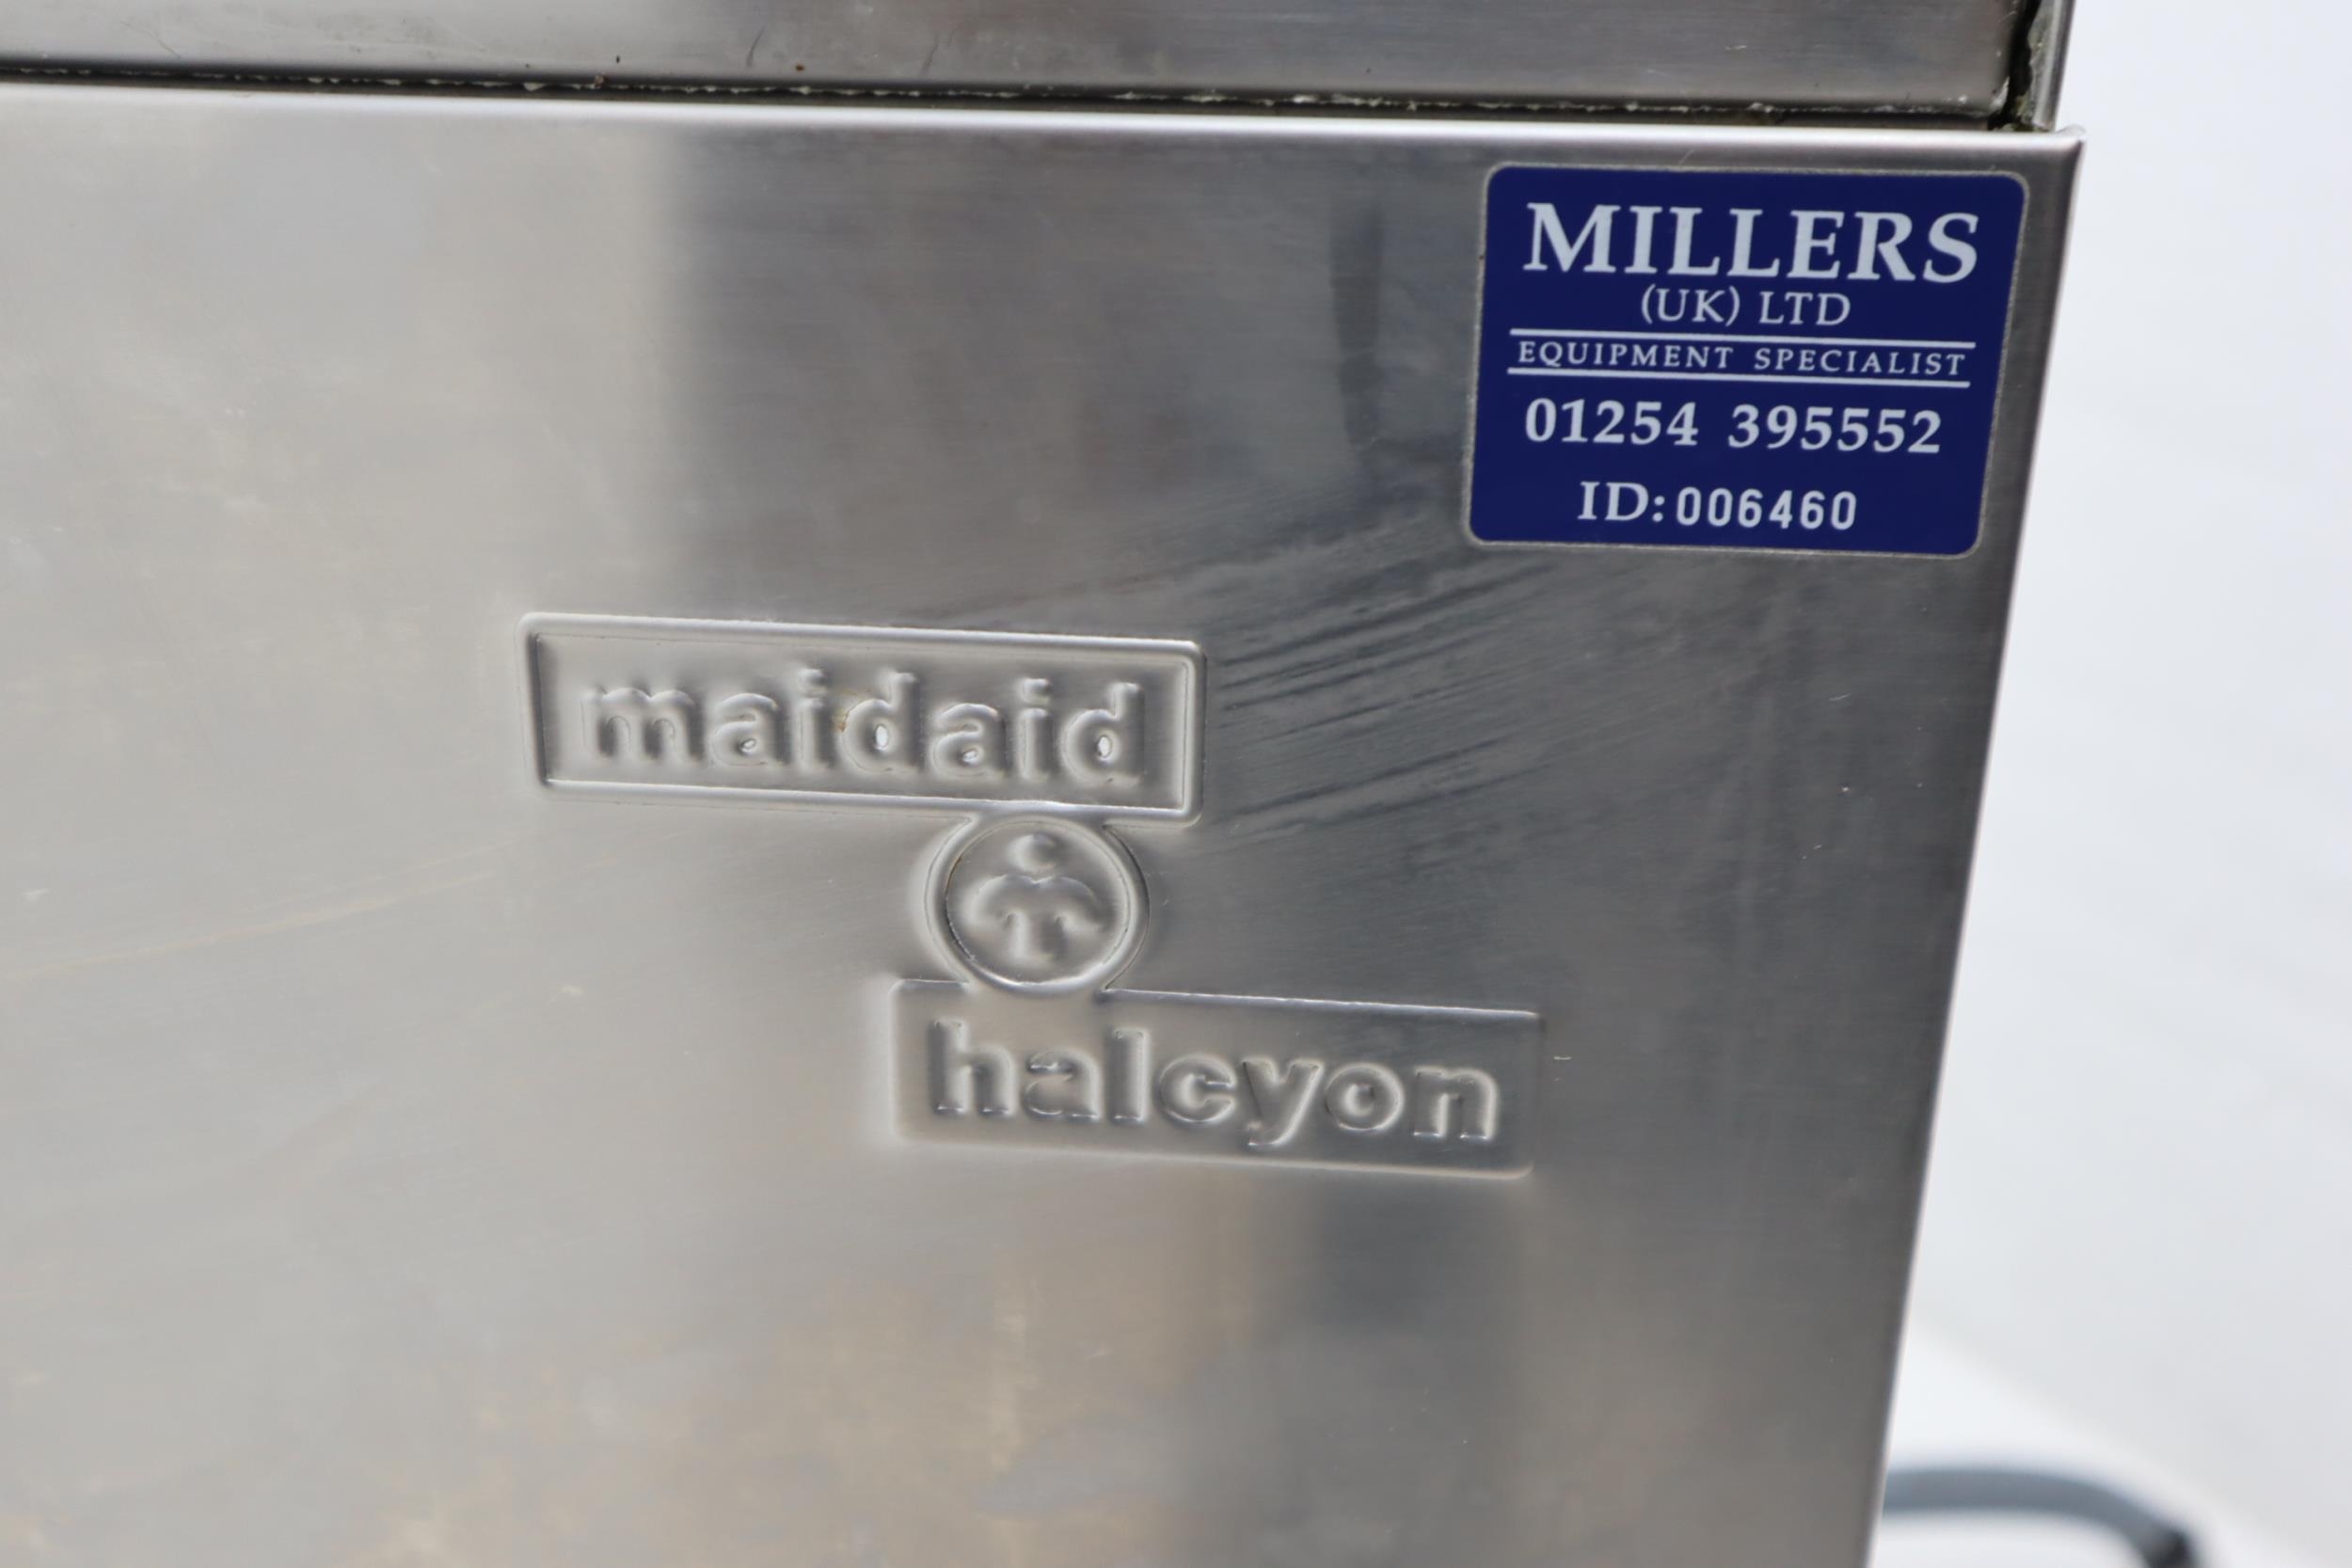 MILLERS
(UK) LTD
EQUIPMENT SPECIALIST
01254 395552
ID:006460
maidaid
halcyon